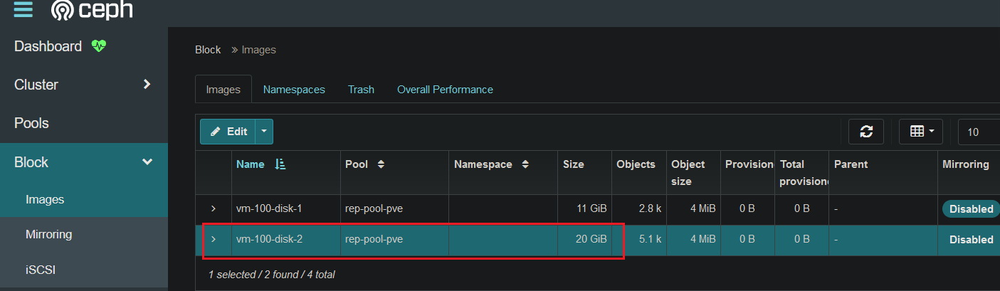 ceph
Dashboard
Cluster
Pools
Block
Images
Mirroring
iSCSI
Block » Images
Images Namespaces Trash Overall Performance
Edit 10
Name Pool Namespace Size Objects Object size Provision Total provisione Parent Mirroring
vm-100-disk-1 rep-pool-pve 11 GiB 2.8 k 4 MiB 0 B 0 B - Disabled
vm-100-disk-2 rep-pool-pve 20 GiB 5.1 k 4 MiB 0 B 0 B - Disabled
1 selected / 2 found / 4 total